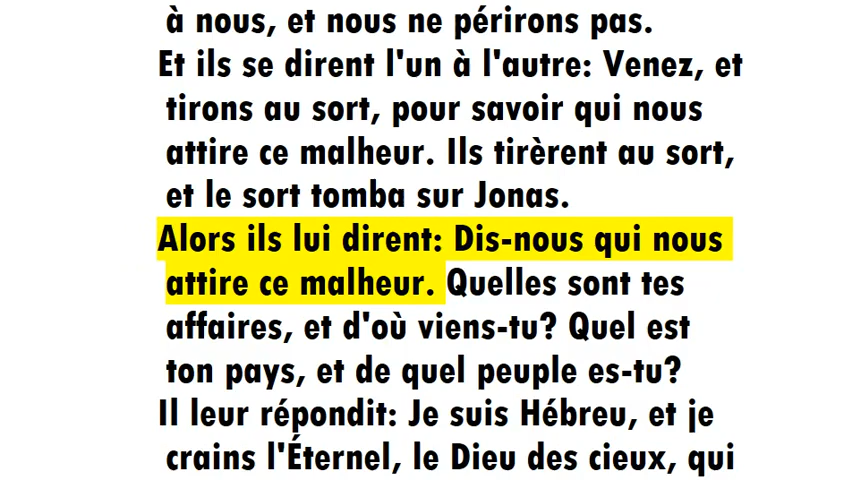 à nous, et nous ne périrons pas.
Et ils se dirent l'un à l'autre: Venez, et
tirons au sort, pour savoir qui nous
attire ce malheur. Ils tirèrent au sort,
et le sort tomba sur Jonas.
Alors ils lui dirent: Dis-nous qui nous
attire ce malheur. Quelles sont tes
affaires, et d'où viens-tu? Quel est
ton pays, et de quel peuple es-tu?
Il leur répondit: Je suis Hébreu, et je
crains l'Éternel, le Dieu des cieux, qui